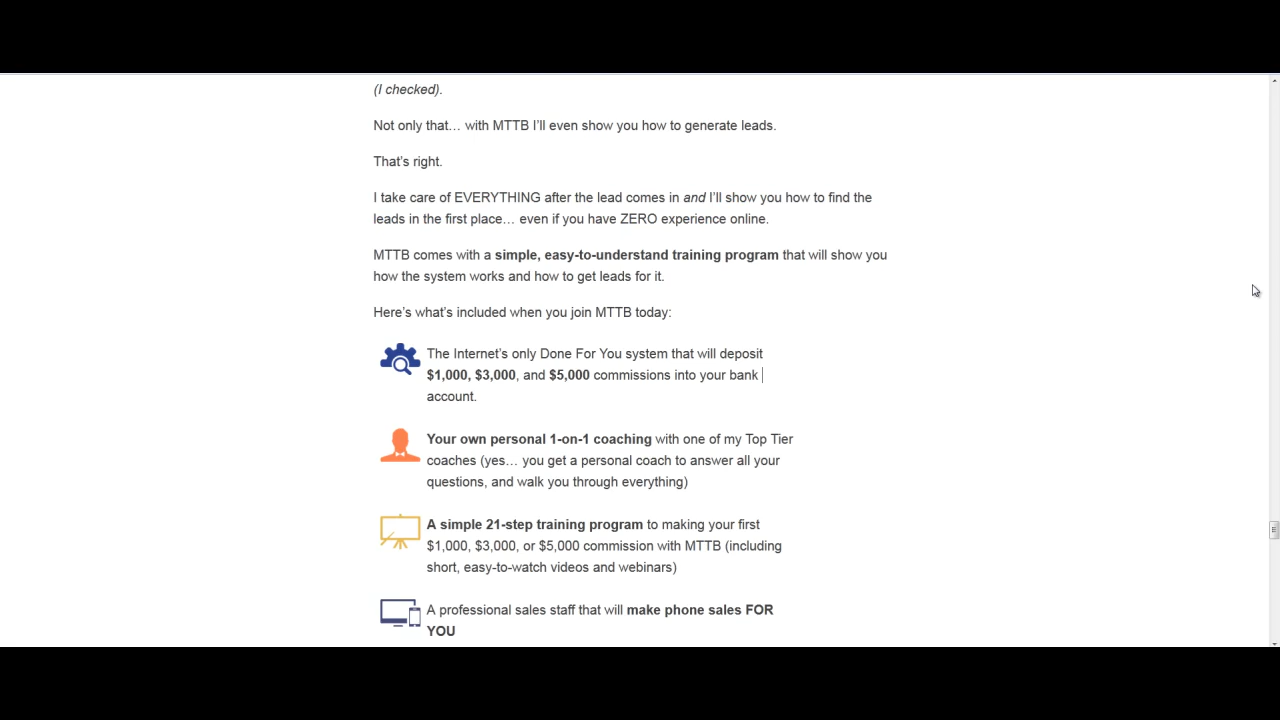 (I checked).
Not only that… with MTTB I'll even show you how to generate leads.
That's right.
I take care of EVERYTHING after the lead comes in and I'll show you how to find the
leads in the first place… even if you have ZERO experience online.
MTTB comes with a simple, easy-to-understand training program that will show you
how the system works and how to get leads for it.
Here's what's included when you join MTTB today:
The Internet's only Done For You system that will deposit
$1,000, $3,000, and $5,000 commissions into your bank
account.
Your own personal 1-on-1 coaching with one of my Top Tier
coaches (yes… you get a personal coach to answer all your
questions, and walk you through everything)
A simple 21-step training program to making your first
$1,000, $3,000, or $5,000 commission with MTTB (including
short, easy-to-watch videos and webinars)
A professional sales staff that will make phone sales FOR
YOU